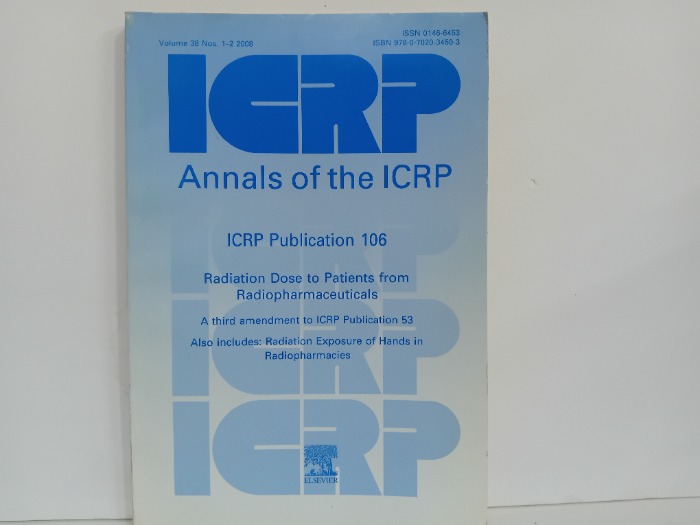 ISSN 0146-6453
Volume 38 Nos. 1–2 2008
ISBN 978-0-7020-3450-3
ICRP
Annals of the ICRP
ICRP Publication 106
Radiation Dose to Patients from
Radiopharmaceuticals
A third amendment to ICRP Publication 53
Also includes: Radiation Exposure of Hands in
Radiopharmacies
ICRP
ICRP
ICRP
ELSEVIER